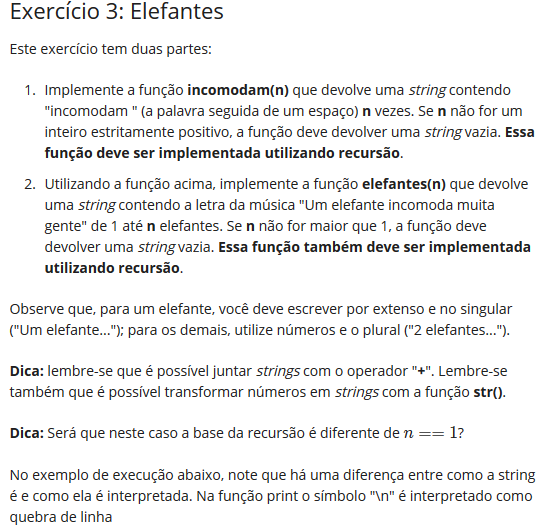 Exercício 3: Elefantes
Este exercício tem duas partes:
1. Implemente a função incomodam(n) que devolve uma string contendo
"incomodam " (a palavra seguida de um espaço) n vezes. Se n não for um
inteiro estritamente positivo, a função deve devolver uma string vazia. Essa
função deve ser implementada utilizando recursão.
2. Utilizando a função acima, implemente a função elefantes(n) que devolve
uma string contendo a letra da música "Um elefante incomoda muita
gente" de 1 até n elefantes. Se n não for maior que 1, a função deve
devolver uma string vazia. Essa função também deve ser implementada
utilizando recursão.
Observe que, para um elefante, você deve escrever por extenso e no singular
("Um elefante..."); para os demais, utilize números e o plural ("2 elefantes...").
Dica: lembre-se que é possível juntar strings com o operador "+". Lembre-se
também que é possível transformar números em strings com a função str().
Dica: Será que neste caso a base da recursão é diferente de n == 1?
No exemplo de execução abaixo, note que há uma diferença entre como a string
é e como ela é interpretada. Na função print o símbolo "\n" é interpretado como
quebra de linha